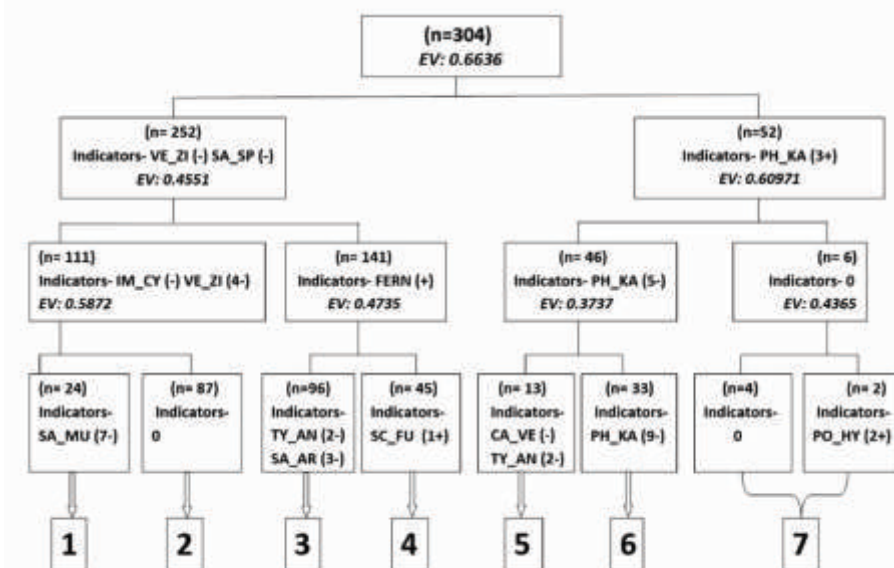 (n=304)
EV: 0.6636
(n= 252)
Indicators- VE_ZI (-) SA_SP (-)
EV: 0.4551
(n=52)
Indicators- PH_KA (3+)
EV: 0.60971
(n= 111)
Indicators- IM_CY (-) VE_ZI (4-)
EV: 0.5872
(n= 141)
Indicators- FERN (+)
EV: 0.4735
(n= 46)
Indicators- PH_KA (5-)
EV: 0.3737
(n= 6)
Indicators- 0
EV: 0.4365
(n= 24)
Indicators-
SA_MU (7-)
(n= 87)
Indicators-
0
(n=96)
Indicators-
TY_AN (2-)
SA_AR (3-)
(n= 45)
Indicators-
SC_FU (1+)
(n= 13)
Indicators-
CA_VE (-)
TY_AN (2-)
(n= 33)
Indicators-
PH_KA (9-)
(n=4)
Indicators-
0
(n= 2)
Indicators-
PO_HY (2+)
1 2 3 4 5 6 7